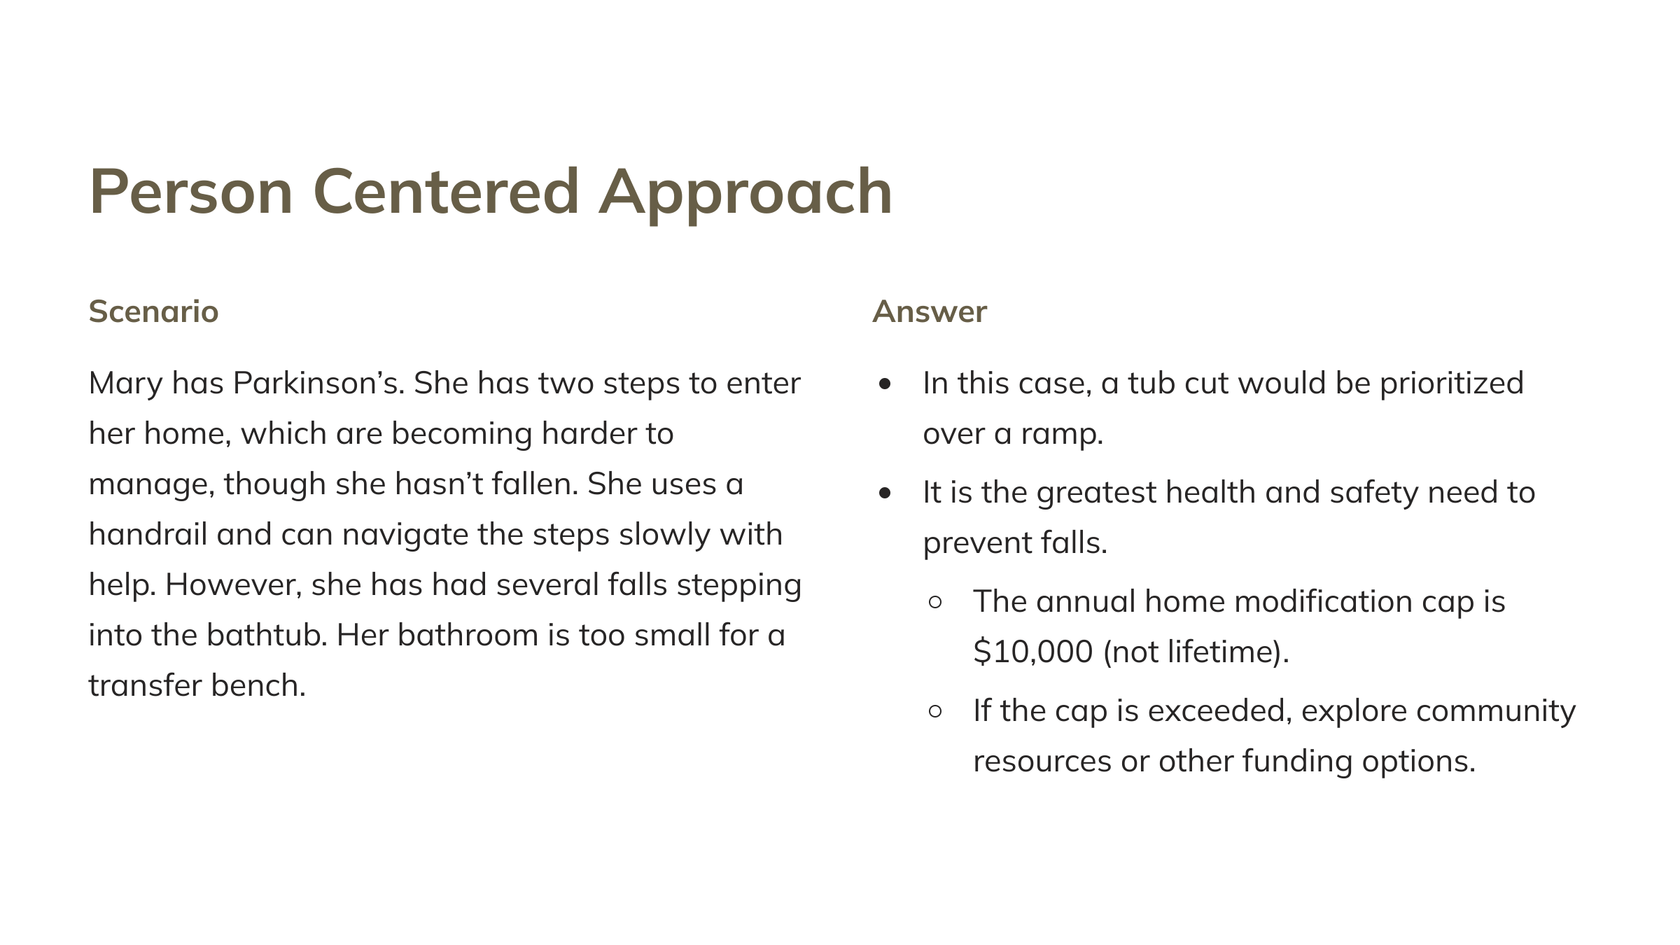 Person Centered Approach
Scenario
Mary has Parkinson’s. She has two steps to enter
her home, which are becoming harder to
manage, though she hasn’t fallen. She uses a
handrail and can navigate the steps slowly with
help. However, she has had several falls stepping
into the bathtub. Her bathroom is too small for a
transfer bench.
Answer
● In this case, a tub cut would be prioritized
over a ramp.
● It is the greatest health and safety need to
prevent falls.
○ The annual home modification cap is
$10,000 (not lifetime).
○ If the cap is exceeded, explore community
resources or other funding options.